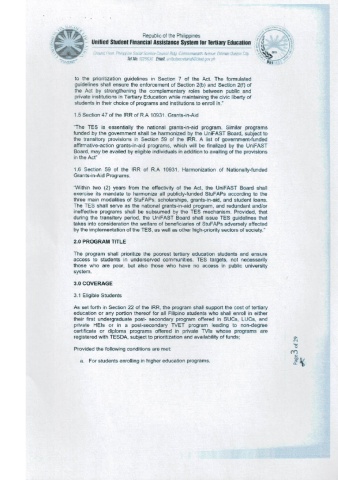 Republic of the Philippines
Unified Student Financial Assistance System for Tertiary Education
to the prioritization guidelines in Section 7 of the Act. The formulated
guidelines shall ensure the enforcement of Section 2(b) and Section 2(f) of
the Act by strengthening the complementary roles between public and
private institutions in Tertiary Education while maintaining the civic liberty of
students in their choice of programs and institutions to enroll in."
1.5 Section 47 of the IRR of R.A 10931. Grants-in-Aid
"The TES is essentially the national grants-in-aid program. Similar programs
funded by the government shall be harmonized by the UniFAST Board, subject to
the transitory provisions in Section 59 of the IRR. A list of government-funded
affirmative-action grants-in-aid programs, which will be finalized by the UniFAST
Board, may be availed by eligible individuals in addition to availing of the provisions
in the Act"
1.6 Section 59 of the IRR of R.A 10931. Harmonization of Nationally-funded
Grants-in-Aid Programs.
"Within two (2) years from the effectivity of the Act, the UniFAST Board shall
exercise its mandate to harmonize all publicly-funded StuFAPs according to the
three main modalities of StuFAPs, scholarships, grants-in-aid, and student loans.
The TES shall serve as the national grants-in-aid program, and redundant and/or
ineffective programs shall be subsumed by the TES mechanism. Provided, that
during the transitory period, the UniFAST Board shall issue TES guidelines that
takes into consideration the welfare of beneficiaries of StuFAPs adversely affected
by the implementation of the TES, as well as other high-priority sectors of society."
2.0 PROGRAM TITLE
The program shall prioritize the poorest tertiary education students and ensure
access to students in underserved communities. TES targets, not necessarily
those who are poor, but also those who have no access in public university
system.
3.0 COVERAGE
3.1 Eligible Students
As set forth in Section 22 of the IRR, the program shall support the cost of tertiary
education or any portion thereof for all Filipino students who shall enroll in either
their first undergraduate post- secondary program offered in SUCs, LUCs, and
private HEIs or in a post-secondary TVET program leading to non-degree
certificate or diploma programs offered in private TVIs whose programs are
registered with TESDA, subject to prioritization and availability of funds;
Provided the following conditions are met:
a. For students enrolling in higher education programs.
Page 3 of 29